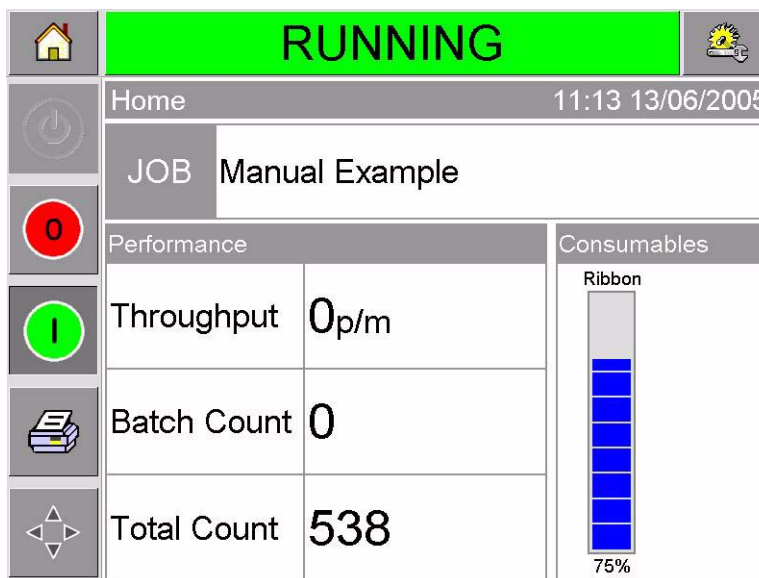 RUNNING
Home 11:13 13/06/2005
JOB Manual Example
0
Performance
Consumables
Ribbon
I
Throughput 0p/m
Batch Count 0
Total Count 538
75%